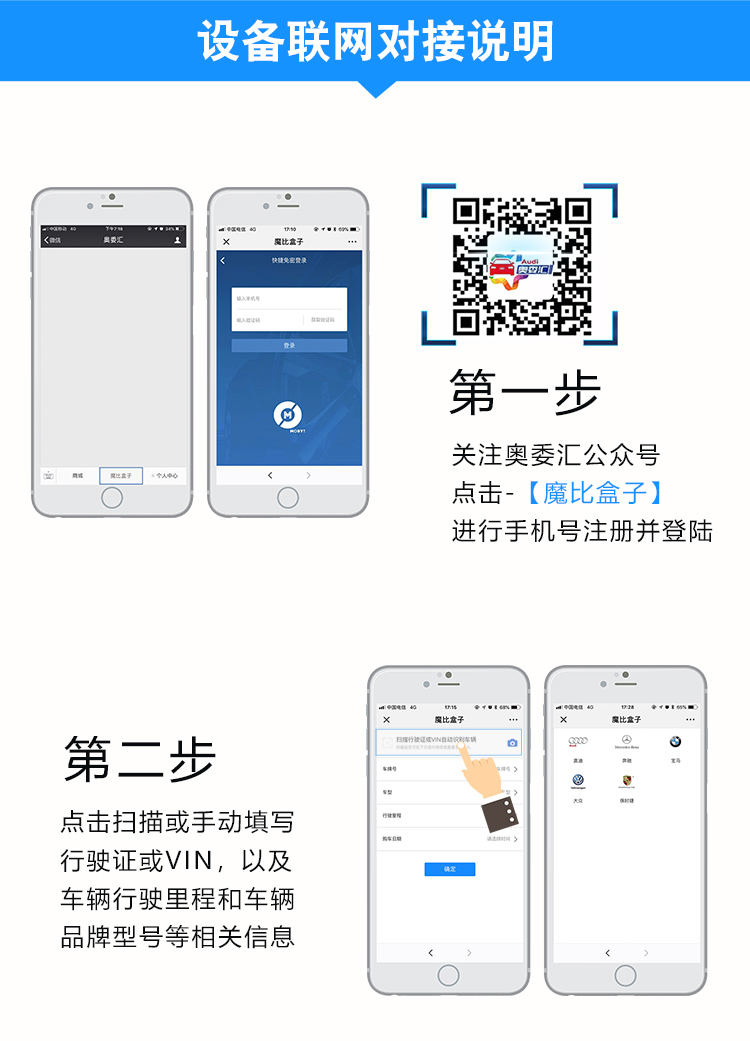 设备联网对接说明
中国移动 4G 下午7:18 34%
微信 奥委汇
商城 魔比盒子 个人中心
中国电信 4G 17:10 69%
魔比盒子
快捷免密登录
输入手机号
输入验证码 获取验证码
登录
MOBYT
Audi
奥委汇
第一步
关注奥委汇公众号
点击-【魔比盒子】
进行手机号注册并登陆
第二步
点击扫描或手动填写
行驶证或VIN，以及
车辆行驶里程和车辆
品牌型号等相关信息
中国电信 4G 17:15 68%
魔比盒子
扫描行驶证或VIN自动识别车辆
车牌号 车牌号
车型 型
行驶里程
购车日期 请选择时间
确定
中国电信 4G 17:28 65%
魔比盒子
Audi Mercedes-Benz
奥迪 奔驰 宝马
Volkswagen
大众 保时捷